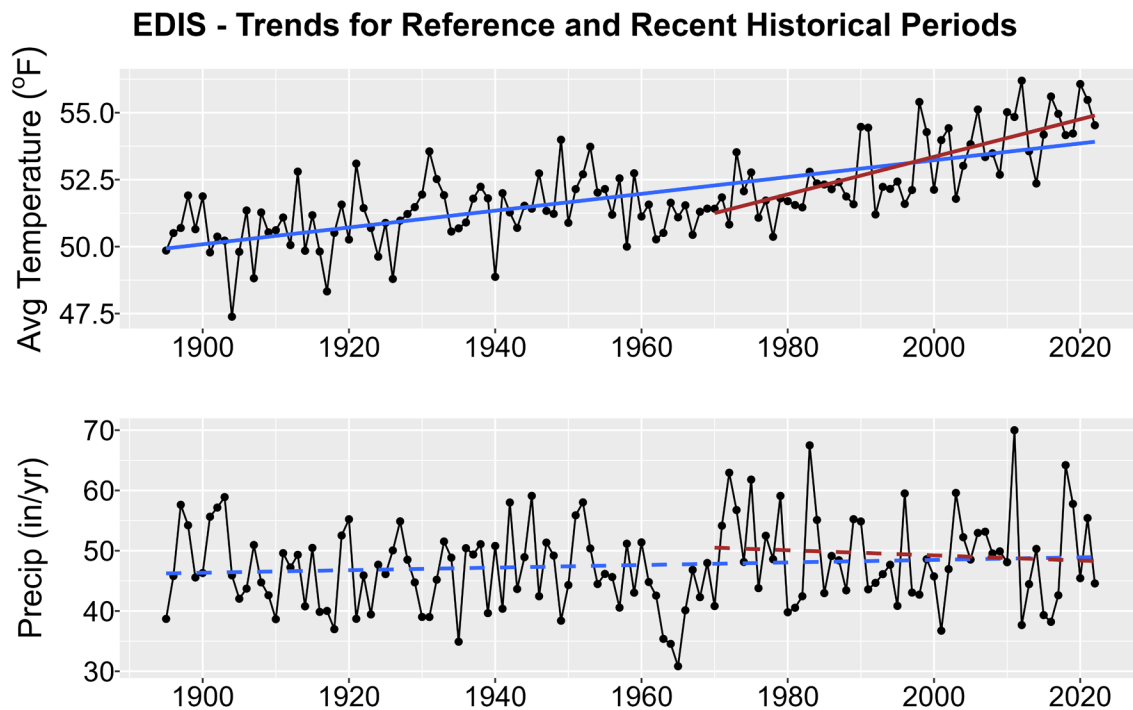 EDIS - Trends for Reference and Recent Historical Periods
Avg Temperature (ºF)
55.0
52.5
50.0
47.5
1900 1920 1940 1960 1980 2000 2020
Precip (in/yr)
70
60
50
40
30
1900 1920 1940 1960 1980 2000 2020